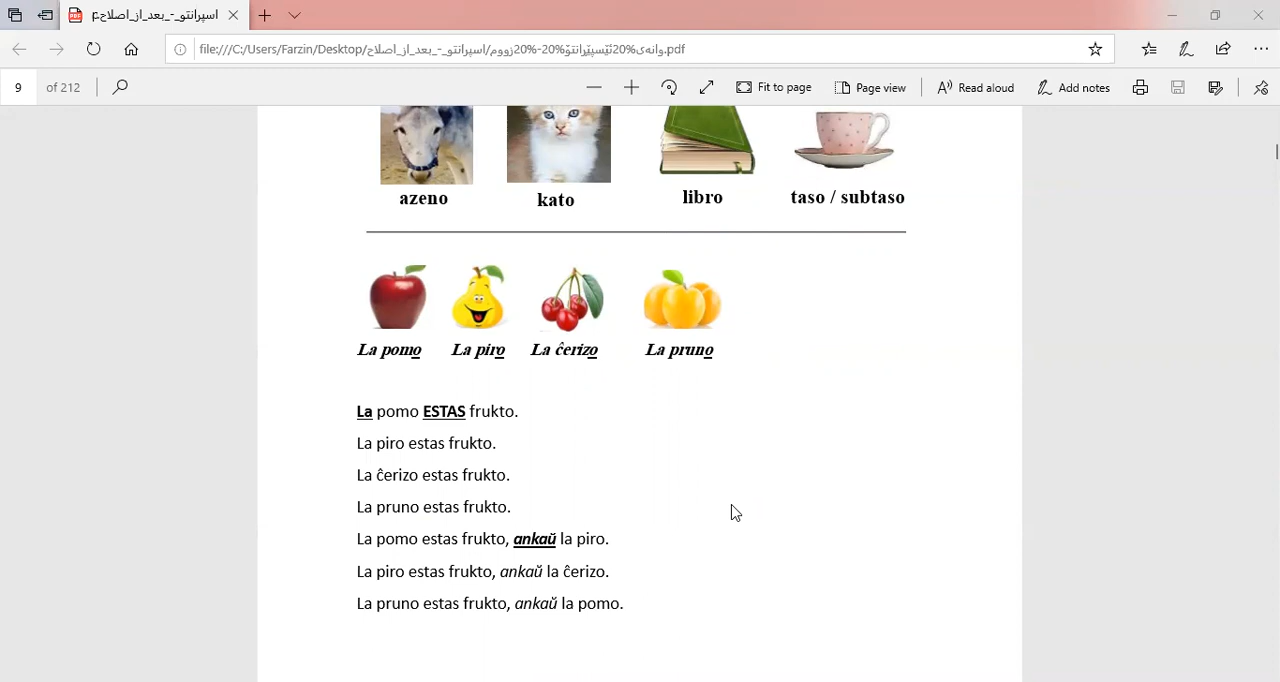 اسپرانتو_-_بعد_از_اصلاح
file:///C:/Users/Farzin/Desktop/اسپرانتو_-_بعد_از_اصلاح/وانەی%20ئێسپێرانتۆ%20-%20زووم.pdf
9 of 212
Fit to page
Page view
Read aloud
Add notes
azeno kato libro taso / subtaso
La pomo La piro La ĉerizo La pruno
La pomo ESTAS frukto.
La piro estas frukto.
La ĉerizo estas frukto.
La pruno estas frukto.
La pomo estas frukto, ankaŭ la piro.
La piro estas frukto, ankaŭ la ĉerizo.
La pruno estas frukto, ankaŭ la pomo.